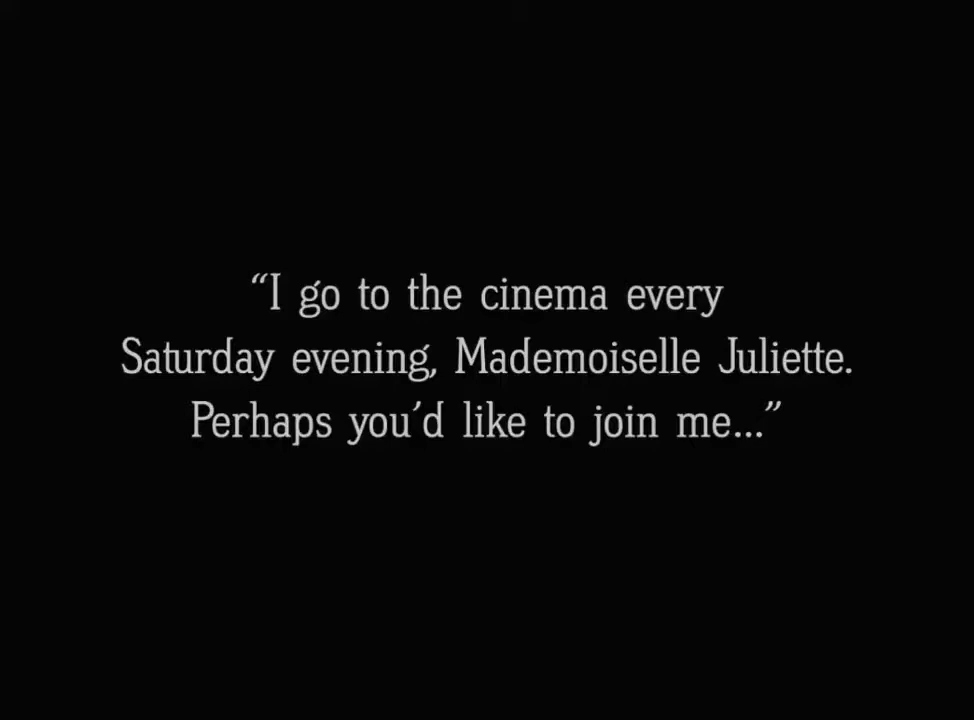 “I go to the cinema every
Saturday evening, Mademoiselle Juliette.
Perhaps you’d like to join me...”